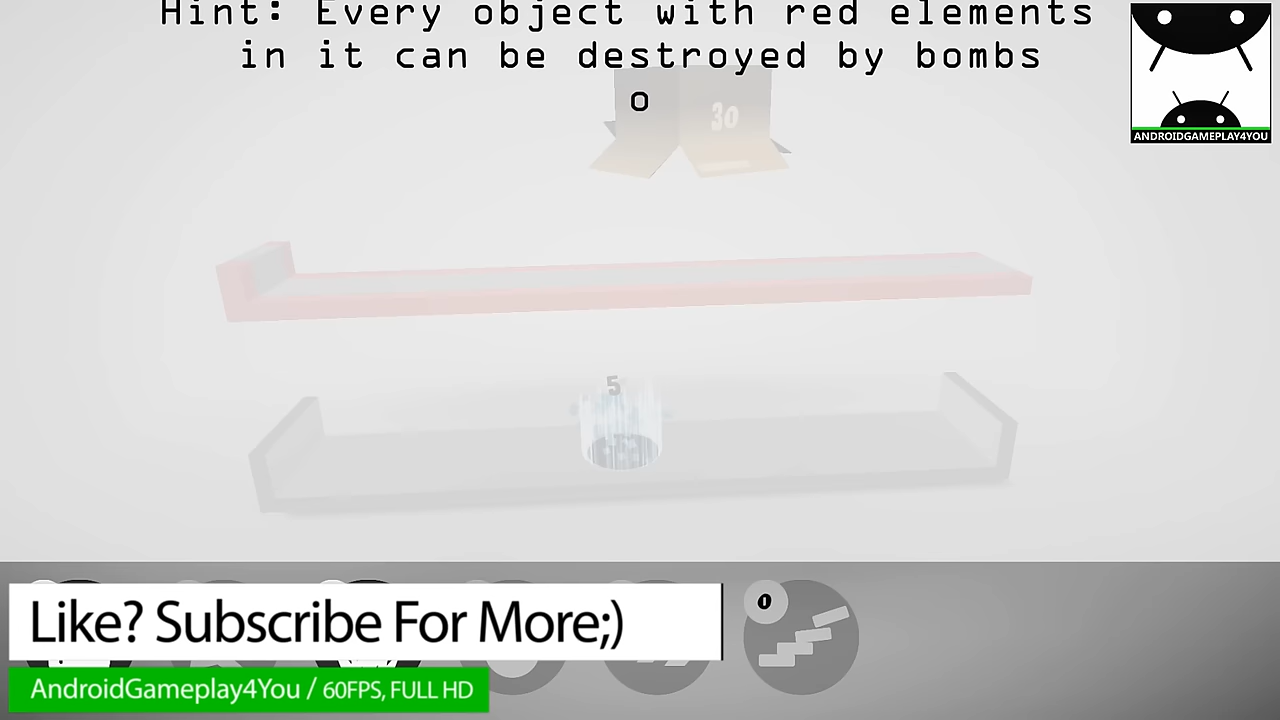 Hint: Every object with red elements
in it can be destroyed by bombs
o
30
ANDROIDGAMEPLAY4YOU
5
0
Like? Subscribe For More;)
AndroidGameplay4You / 60FPS, FULL HD